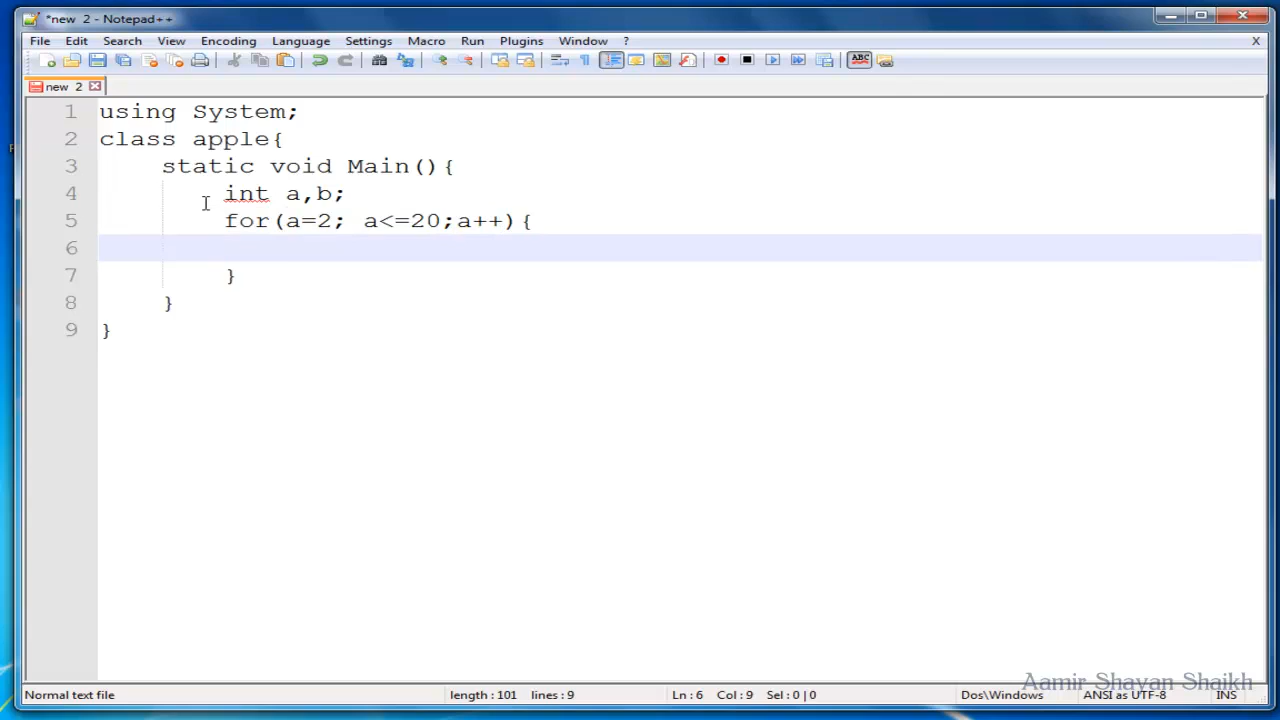 *new 2 - Notepad++
File Edit Search View Encoding Language Settings Macro Run Plugins Window ? X
ABC
new 2
1 using System;
2 class apple{
3 static void Main(){
4 int a,b;
5 for(a=2; a<=20;a++){
6
7 }
8 }
9 }
Aamir Shayan Shaikh
Normal text file length : 101 lines : 9 Ln : 6 Col : 9 Sel : 0 | 0 Dos\Windows ANSI as UTF-8 INS